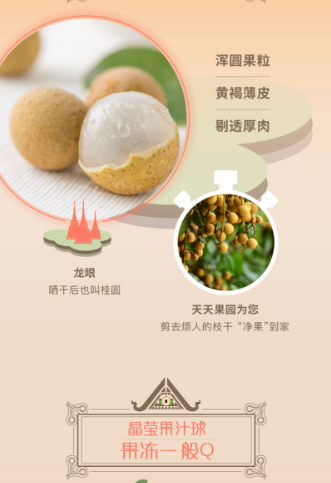 浑圆果粒
黄褐薄皮
剔透厚肉
龙眼
晒干后也叫桂圆
天天果园为您
剪去烦人的枝干“净果”到家
晶莹果汁球
果冻一般Q